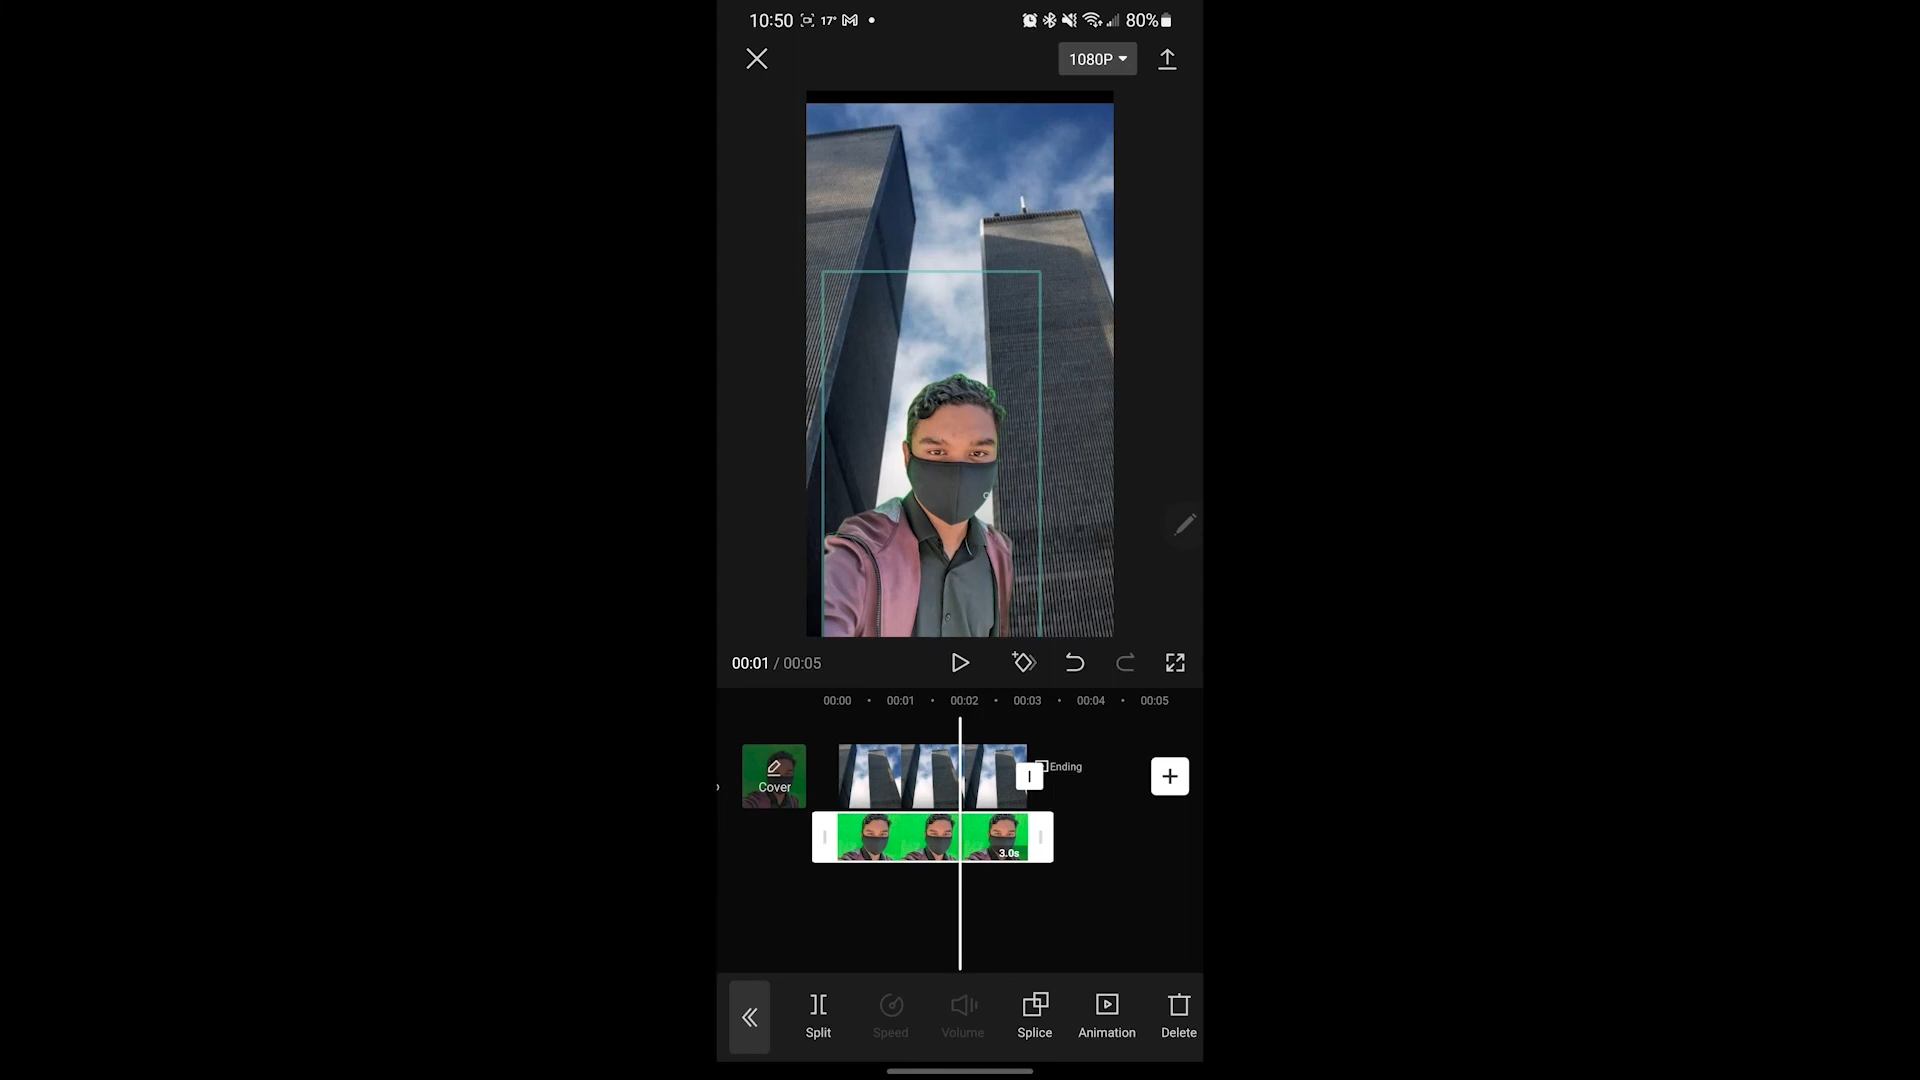 10:50 17° 80%
1080P
00:01 / 00:05
00:00 00:01 00:02 00:03 00:04 00:05
Cover
Ending
3.0s
Split Speed Volume Splice Animation Delete